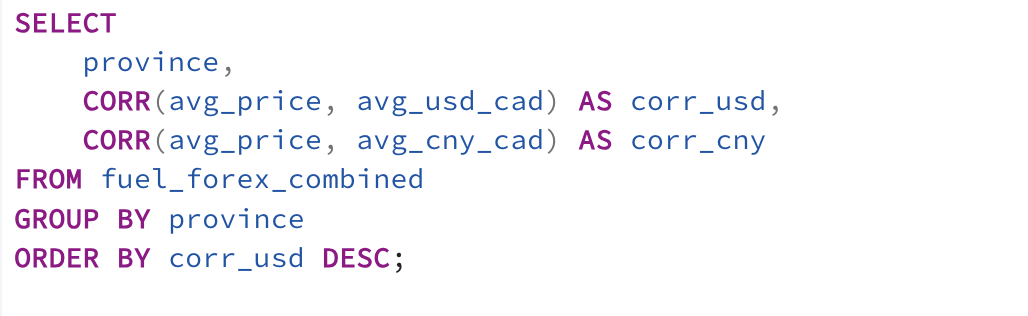 SELECT
    province,
    CORR(avg_price, avg_usd_cad) AS corr_usd,
    CORR(avg_price, avg_cny_cad) AS corr_cny
FROM fuel_forex_combined
GROUP BY province
ORDER BY corr_usd DESC;